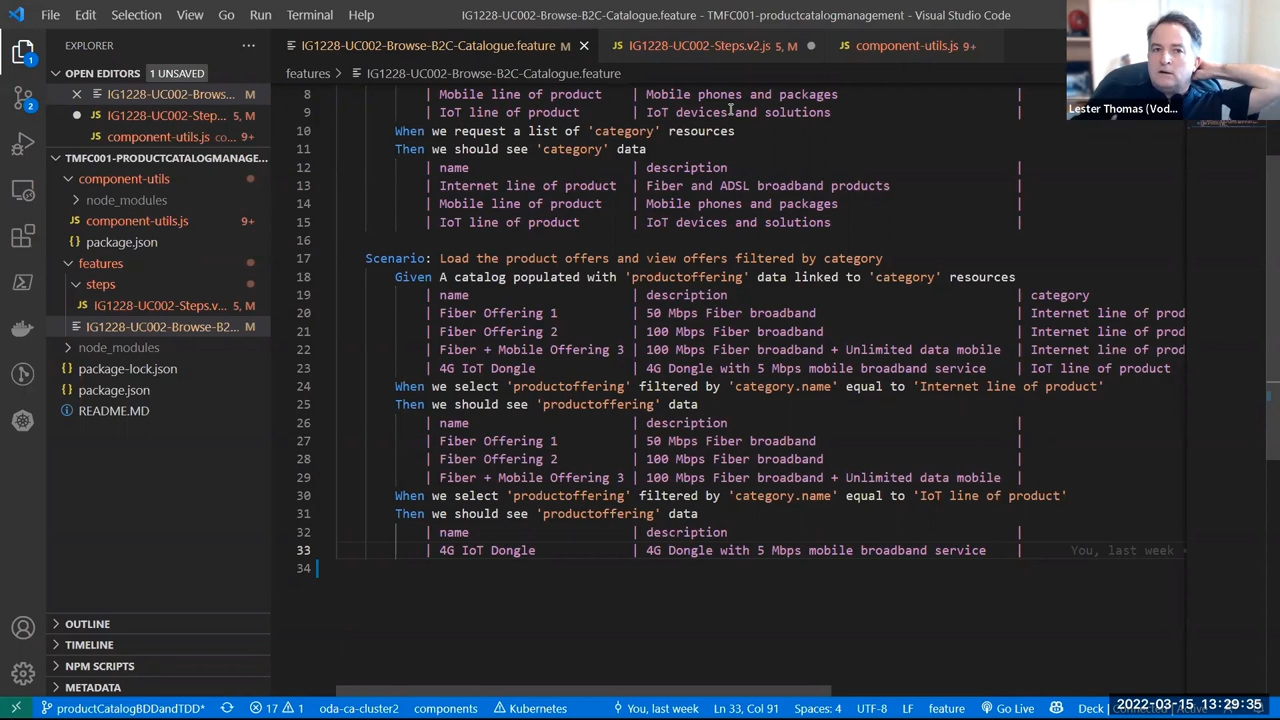 File Edit Selection View Go Run Terminal Help IG1228-UC002-Browse-B2C-Catalogue.feature - TMFC001-productcatalogmanagement - Visual Studio Code
EXPLORER ···
OPEN EDITORS 1 UNSAVED
IG1228-UC002-Brows... M
IG1228-UC002-Step... 5, M
component-utils.js 9+
TMFC001-PRODUCTCATALOGMANAGE...
component-utils
node_modules
component-utils.js 9+
package.json
features
steps
IG1228-UC002-Steps.v... 5, M
IG1228-UC002-Browse-B2... M
node_modules
package-lock.json
package.json
README.MD
OUTLINE
TIMELINE
NPM SCRIPTS
METADATA
IG1228-UC002-Browse-B2C-Catalogue.feature M IG1228-UC002-Steps.v2.js 5, M component-utils.js 9+
features > IG1228-UC002-Browse-B2C-Catalogue.feature
8 | Mobile line of product | Mobile phones and packages |
9 | IoT line of product | IoT devices and solutions |
10 When we request a list of 'category' resources
11 Then we should see 'category' data
12 | name | description |
13 | Internet line of product | Fiber and ADSL broadband products |
14 | Mobile line of product | Mobile phones and packages |
15 | IoT line of product | IoT devices and solutions |
16
17 Scenario: Load the product offers and view offers filtered by category
18 Given A catalog populated with 'productoffering' data linked to 'category' resources
19 | name | description | category
20 | Fiber Offering 1 | 50 Mbps Fiber broadband | Internet line of prod
21 | Fiber Offering 2 | 100 Mbps Fiber broadband | Internet line of prod
22 | Fiber + Mobile Offering 3 | 100 Mbps Fiber broadband + Unlimited data mobile | Internet line of prod
23 | 4G IoT Dongle | 4G Dongle with 5 Mbps mobile broadband service | IoT line of product
24 When we select 'productoffering' filtered by 'category.name' equal to 'Internet line of product'
25 Then we should see 'productoffering' data
26 | name | description |
27 | Fiber Offering 1 | 50 Mbps Fiber broadband |
28 | Fiber Offering 2 | 100 Mbps Fiber broadband |
29 | Fiber + Mobile Offering 3 | 100 Mbps Fiber broadband + Unlimited data mobile |
30 When we select 'productoffering' filtered by 'category.name' equal to 'IoT line of product'
31 Then we should see 'productoffering' data
32 | name | description |
33 | 4G IoT Dongle | 4G Dongle with 5 Mbps mobile broadband service | You, last week
34
Lester Thomas (Vod...
1
2
productCatalogBDDandTDD* 17 1 oda-ca-cluster2 components Kubernetes You, last week Ln 33, Col 91 Spaces: 4 UTF-8 LF feature Go Live Deck
2022-03-15 13:29:35